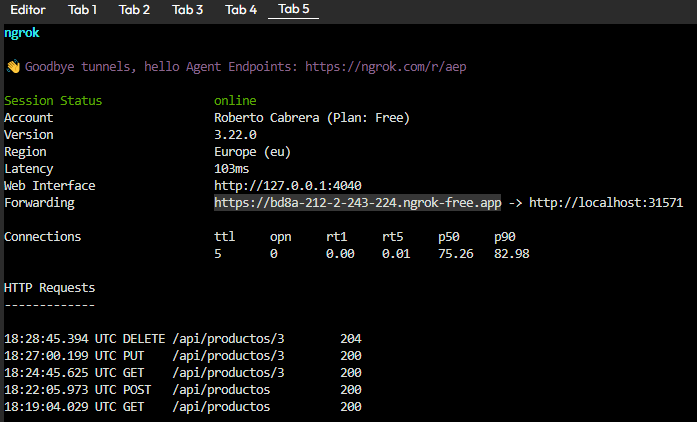 Editor Tab 1 Tab 2 Tab 3 Tab 4 Tab 5
ngrok
👋 Goodbye tunnels, hello Agent Endpoints: https://ngrok.com/r/aep
Session Status online
Account Roberto Cabrera (Plan: Free)
Version 3.22.0
Region Europe (eu)
Latency 103ms
Web Interface http://127.0.0.1:4040
Forwarding https://bd8a-212-2-243-224.ngrok-free.app -> http://localhost:31571
Connections ttl opn rt1 rt5 p50 p90
5 0 0.00 0.01 75.26 82.98
HTTP Requests
-------------
18:28:45.394 UTC DELETE /api/productos/3 204
18:27:00.199 UTC PUT /api/productos/3 200
18:24:45.625 UTC GET /api/productos/3 200
18:22:05.973 UTC POST /api/productos 200
18:19:04.029 UTC GET /api/productos 200